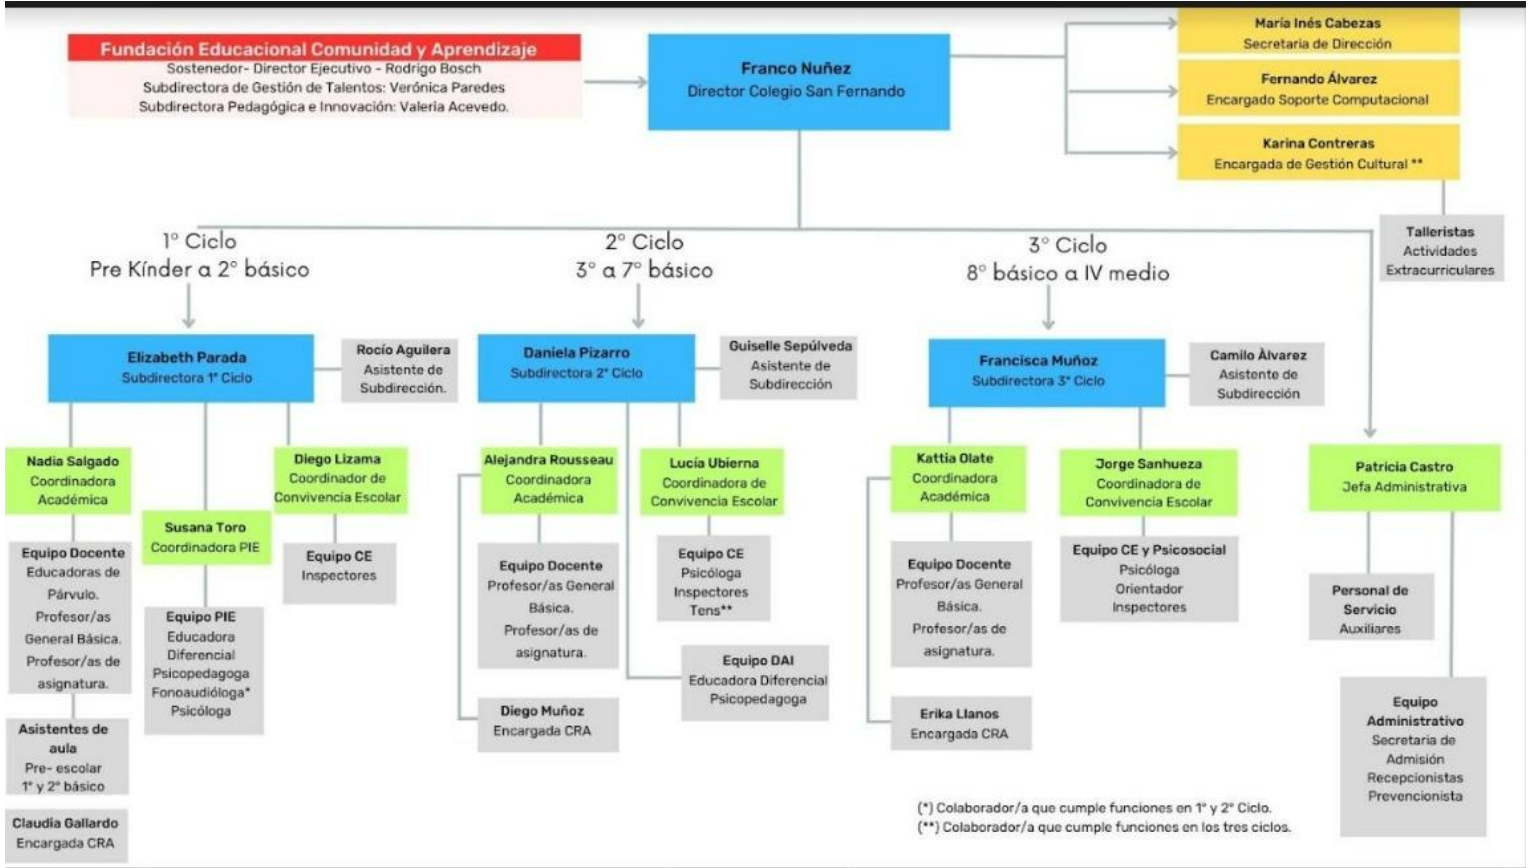 Fundación Educacional Comunidad y Aprendizaje
Sostenedor- Director Ejecutivo - Rodrigo Bosch
Subdirectora de Gestión de Talentos: Verónica Paredes
Subdirectora Pedagógica e Innovación: Valeria Acevedo.
Franco Nuñez
Director Colegio San Fernando
María Inés Cabezas
Secretaria de Dirección
Fernando Álvarez
Encargado Soporte Computacional
Karina Contreras
Encargada de Gestión Cultural **
Talleristas
Actividades
Extracurriculares
1° Ciclo
Pre Kínder a 2° básico
2° Ciclo
3° a 7° básico
3° Ciclo
8° básico a IV medio
Elizabeth Parada
Subdirectora 1° Ciclo
Rocío Aguilera
Asistente de
Subdirección.
Daniela Pizarro
Subdirectora 2° Ciclo
Guiselle Sepúlveda
Asistente de
Subdirección
Francisca Muñoz
Subdirectora 3° Ciclo
Camilo Àlvarez
Asistente de
Subdirección
Nadia Salgado
Coordinadora
Académica
Susana Toro
Coordinadora PIE
Diego Lizama
Coordinador de
Convivencia Escolar
Alejandra Rousseau
Coordinadora
Académica
Lucía Ubierna
Coordinadora de
Convivencia Escolar
Kattia Olate
Coordinadora
Académica
Jorge Sanhueza
Coordinadora de
Convivencia Escolar
Patricia Castro
Jefa Administrativa
Equipo Docente
Educadoras de
Párvulo.
Profesor/as
General Básica.
Profesor/as de
asignatura.
Asistentes de
aula
Pre- escolar
1° y 2° básico
Claudia Gallardo
Encargada CRA
Equipo PIE
Educadora
Diferencial
Psicopedagoga
Fonoaudióloga*
Psicóloga
Equipo CE
Inspectores
Equipo Docente
Profesor/as General
Básica.
Profesor/as de
asignatura.
Diego Muñoz
Encargada CRA
Equipo CE
Psicóloga
Inspectores
Tens**
Equipo DAI
Educadora Diferencial
Psicopedagoga
Equipo Docente
Profesor/as General
Básica.
Profesor/as de
asignatura.
Erika Llanos
Encargada CRA
Equipo CE y Psicosocial
Psicóloga
Orientador
Inspectores
Personal de
Servicio
Auxiliares
Equipo
Administrativo
Secretaria de
Admisión
Recepcionistas
Prevencionista
(*) Colaborador/a que cumple funciones en 1° y 2° Ciclo.
(**) Colaborador/a que cumple funciones en los tres ciclos.